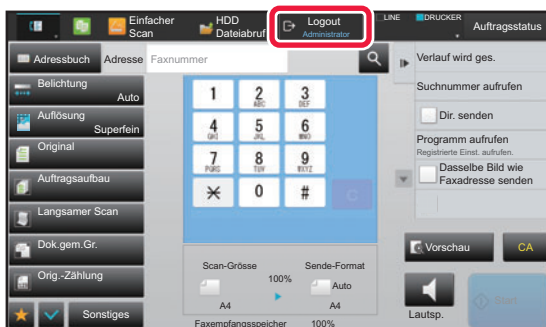 Einfacher
Scan
HDD
Dateiabruf
Logout
Administrator
LINE
DRUCKER
Auftragsstatus
Adressbuch
Adresse
Faxnummer
Verlauf wird ges.
Belichtung
Auto
Suchnummer aufrufen
Auflösung
Superfein
Dir. senden
Original
Programm aufrufen
Registrierte Einst. aufrufen.
Auftragsaufbau
Dasselbe Bild wie
Faxadresse senden
Langsamer Scan
Dok.gem.Gr.
Orig.-Zählung
Sonstiges
1 2 3
ABC DEF
4 5 6
GHI JKL MNO
7 8 9
PQRS TUV WXYZ
0 #
C
Scan-Grösse
100%
Sende-Format
Auto
A4
A4
Faxempfangsspeicher 100%
Vorschau
CA
Lautsp.
Start